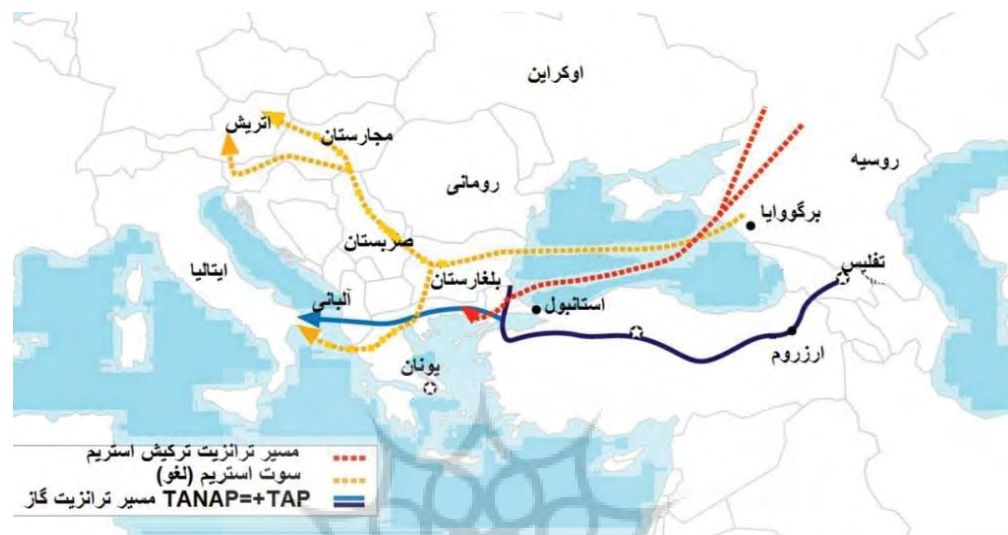 اوکراین
روسیه
اتریش
مجارستان
رومانی
برگووایا
صربستان
تفلیس
ایتالیا
بلغارستان
آلبانی
استانبول
ارزروم
یونان
مسیر ترانزیت ترکیش استریم
سوت استریم (لغو)
مسیر ترانزیت گاز TANAP=+TAP